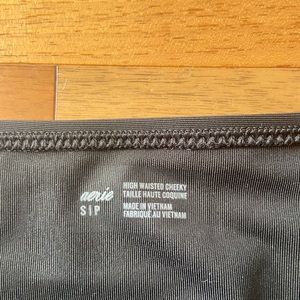 aerie
S|P
HIGH WAISTED CHEEKY
TAILLE HAUTE COQUINE
MADE IN VIETNAM
FABRIQUÉ AU VIETNAM